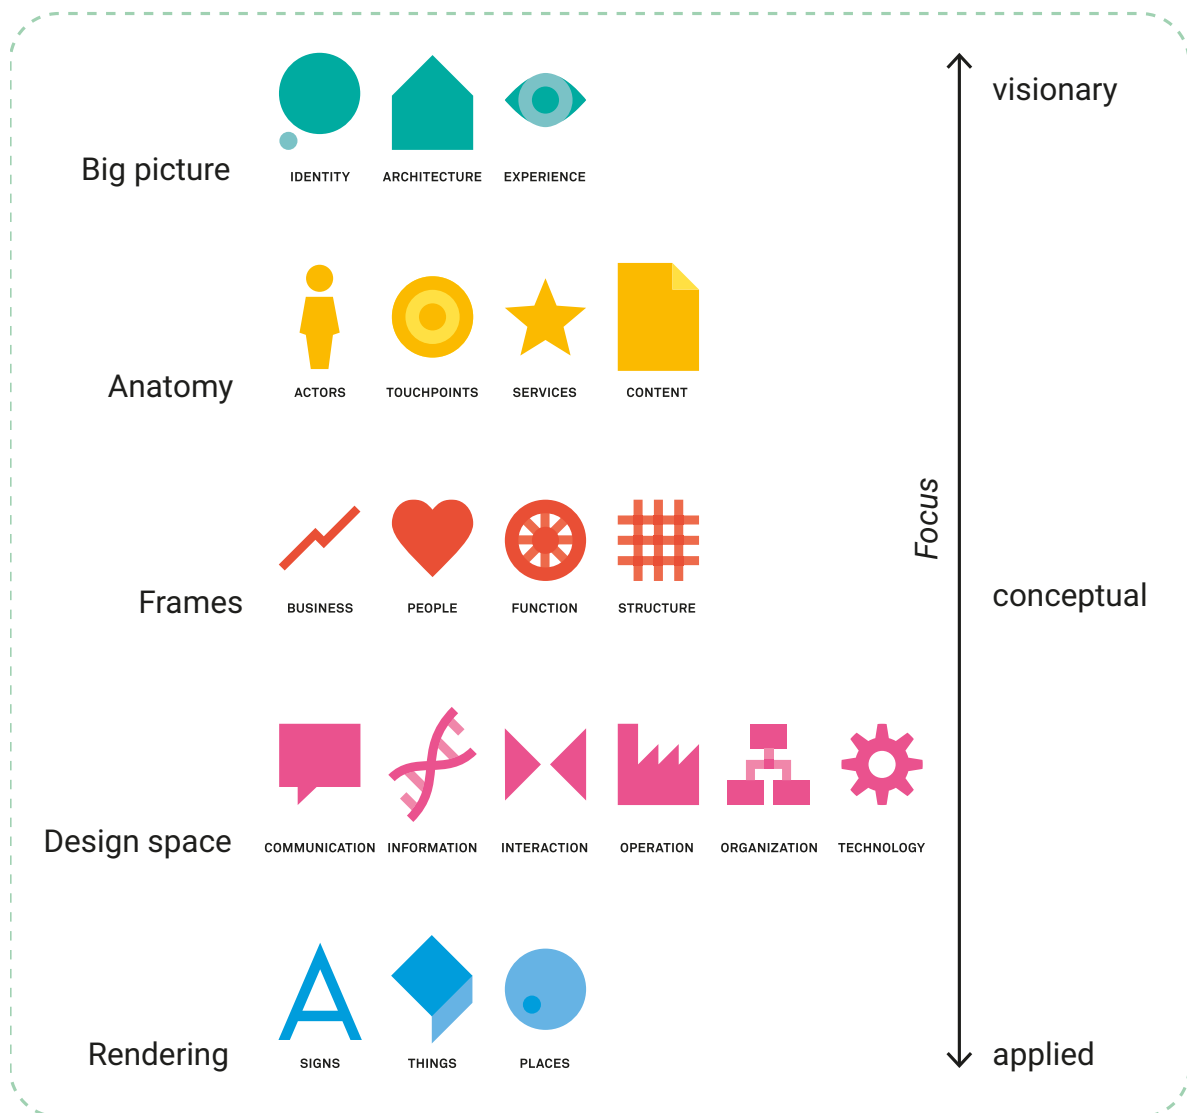 visionary
Big picture
IDENTITY
ARCHITECTURE
EXPERIENCE
Anatomy
ACTORS
TOUCHPOINTS
SERVICES
CONTENT
Focus
Frames
BUSINESS
PEOPLE
FUNCTION
STRUCTURE
conceptual
Design space
COMMUNICATION
INFORMATION
INTERACTION
OPERATION
ORGANIZATION
TECHNOLOGY
Rendering
SIGNS
THINGS
PLACES
applied